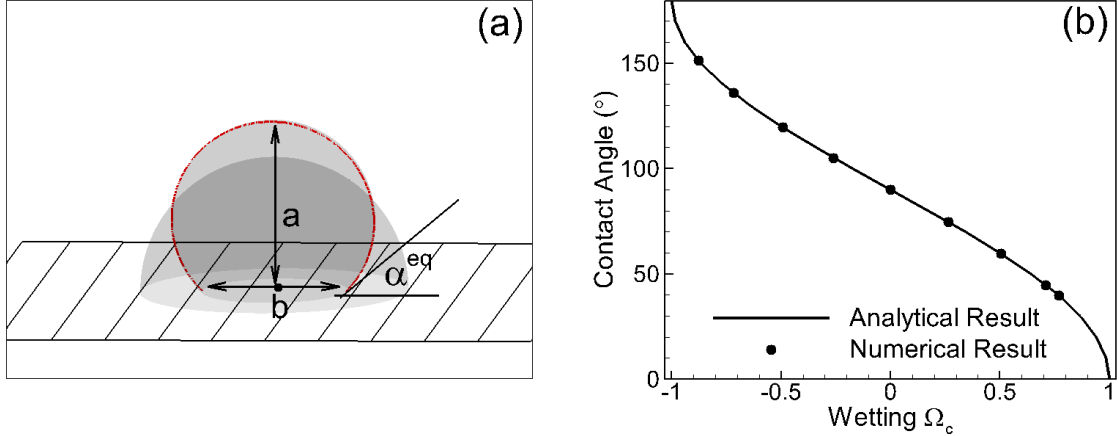 (a)
a
b
α^eq
(b)
Contact Angle (°)
150
100
50
0
Analytical Result
Numerical Result
-1
-0.5
0
0.5
1
Wetting Ω_c